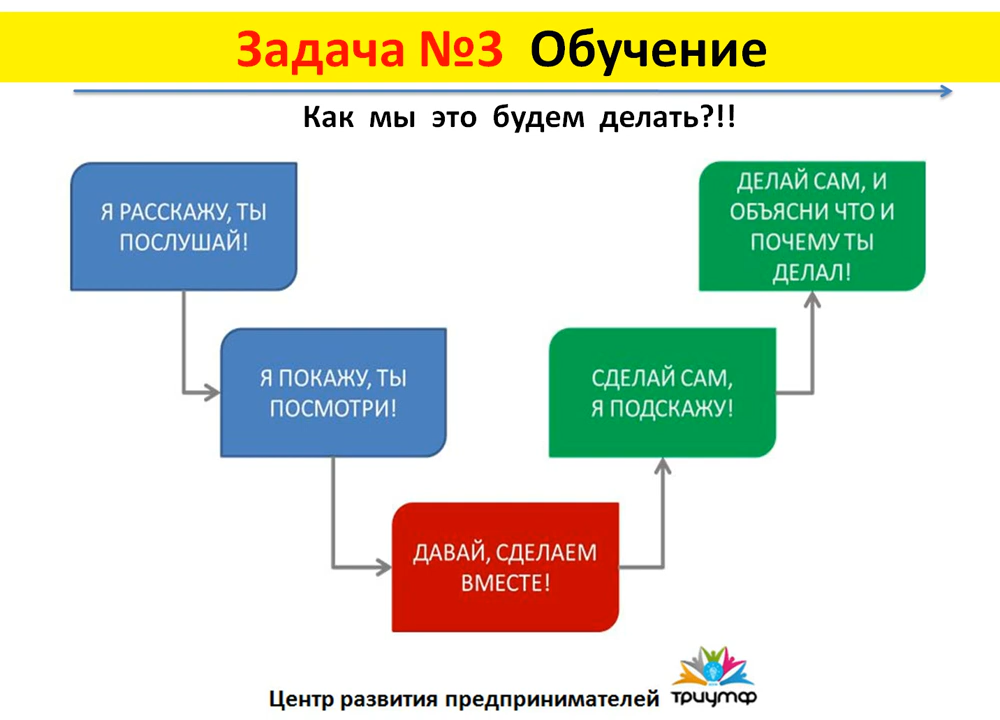 Задача №3 Обучение
Как мы это будем делать?!!
Я РАССКАЖУ, ТЫ
ПОСЛУШАЙ!
Я ПОКАЖУ, ТЫ
ПОСМОТРИ!
ДАВАЙ, СДЕЛАЕМ
ВМЕСТЕ!
СДЕЛАЙ САМ,
Я ПОДСКАЖУ!
ДЕЛАЙ САМ, И
ОБЪЯСНИ ЧТО И
ПОЧЕМУ ТЫ
ДЕЛАЛ!
Центр развития предпринимателей
триумф